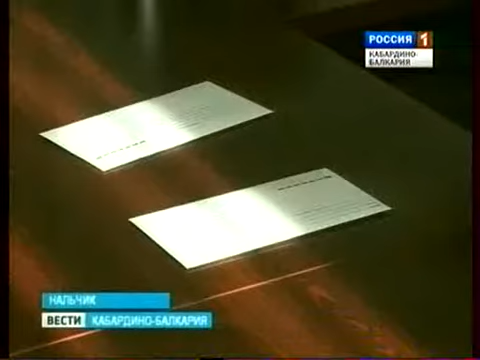 РОССИЯ 1
КАБАРДИНО-
БАЛКАРИЯ
НАЛЬЧИК
ВЕСТИ КАБАРДИНО-БАЛКАРИЯ